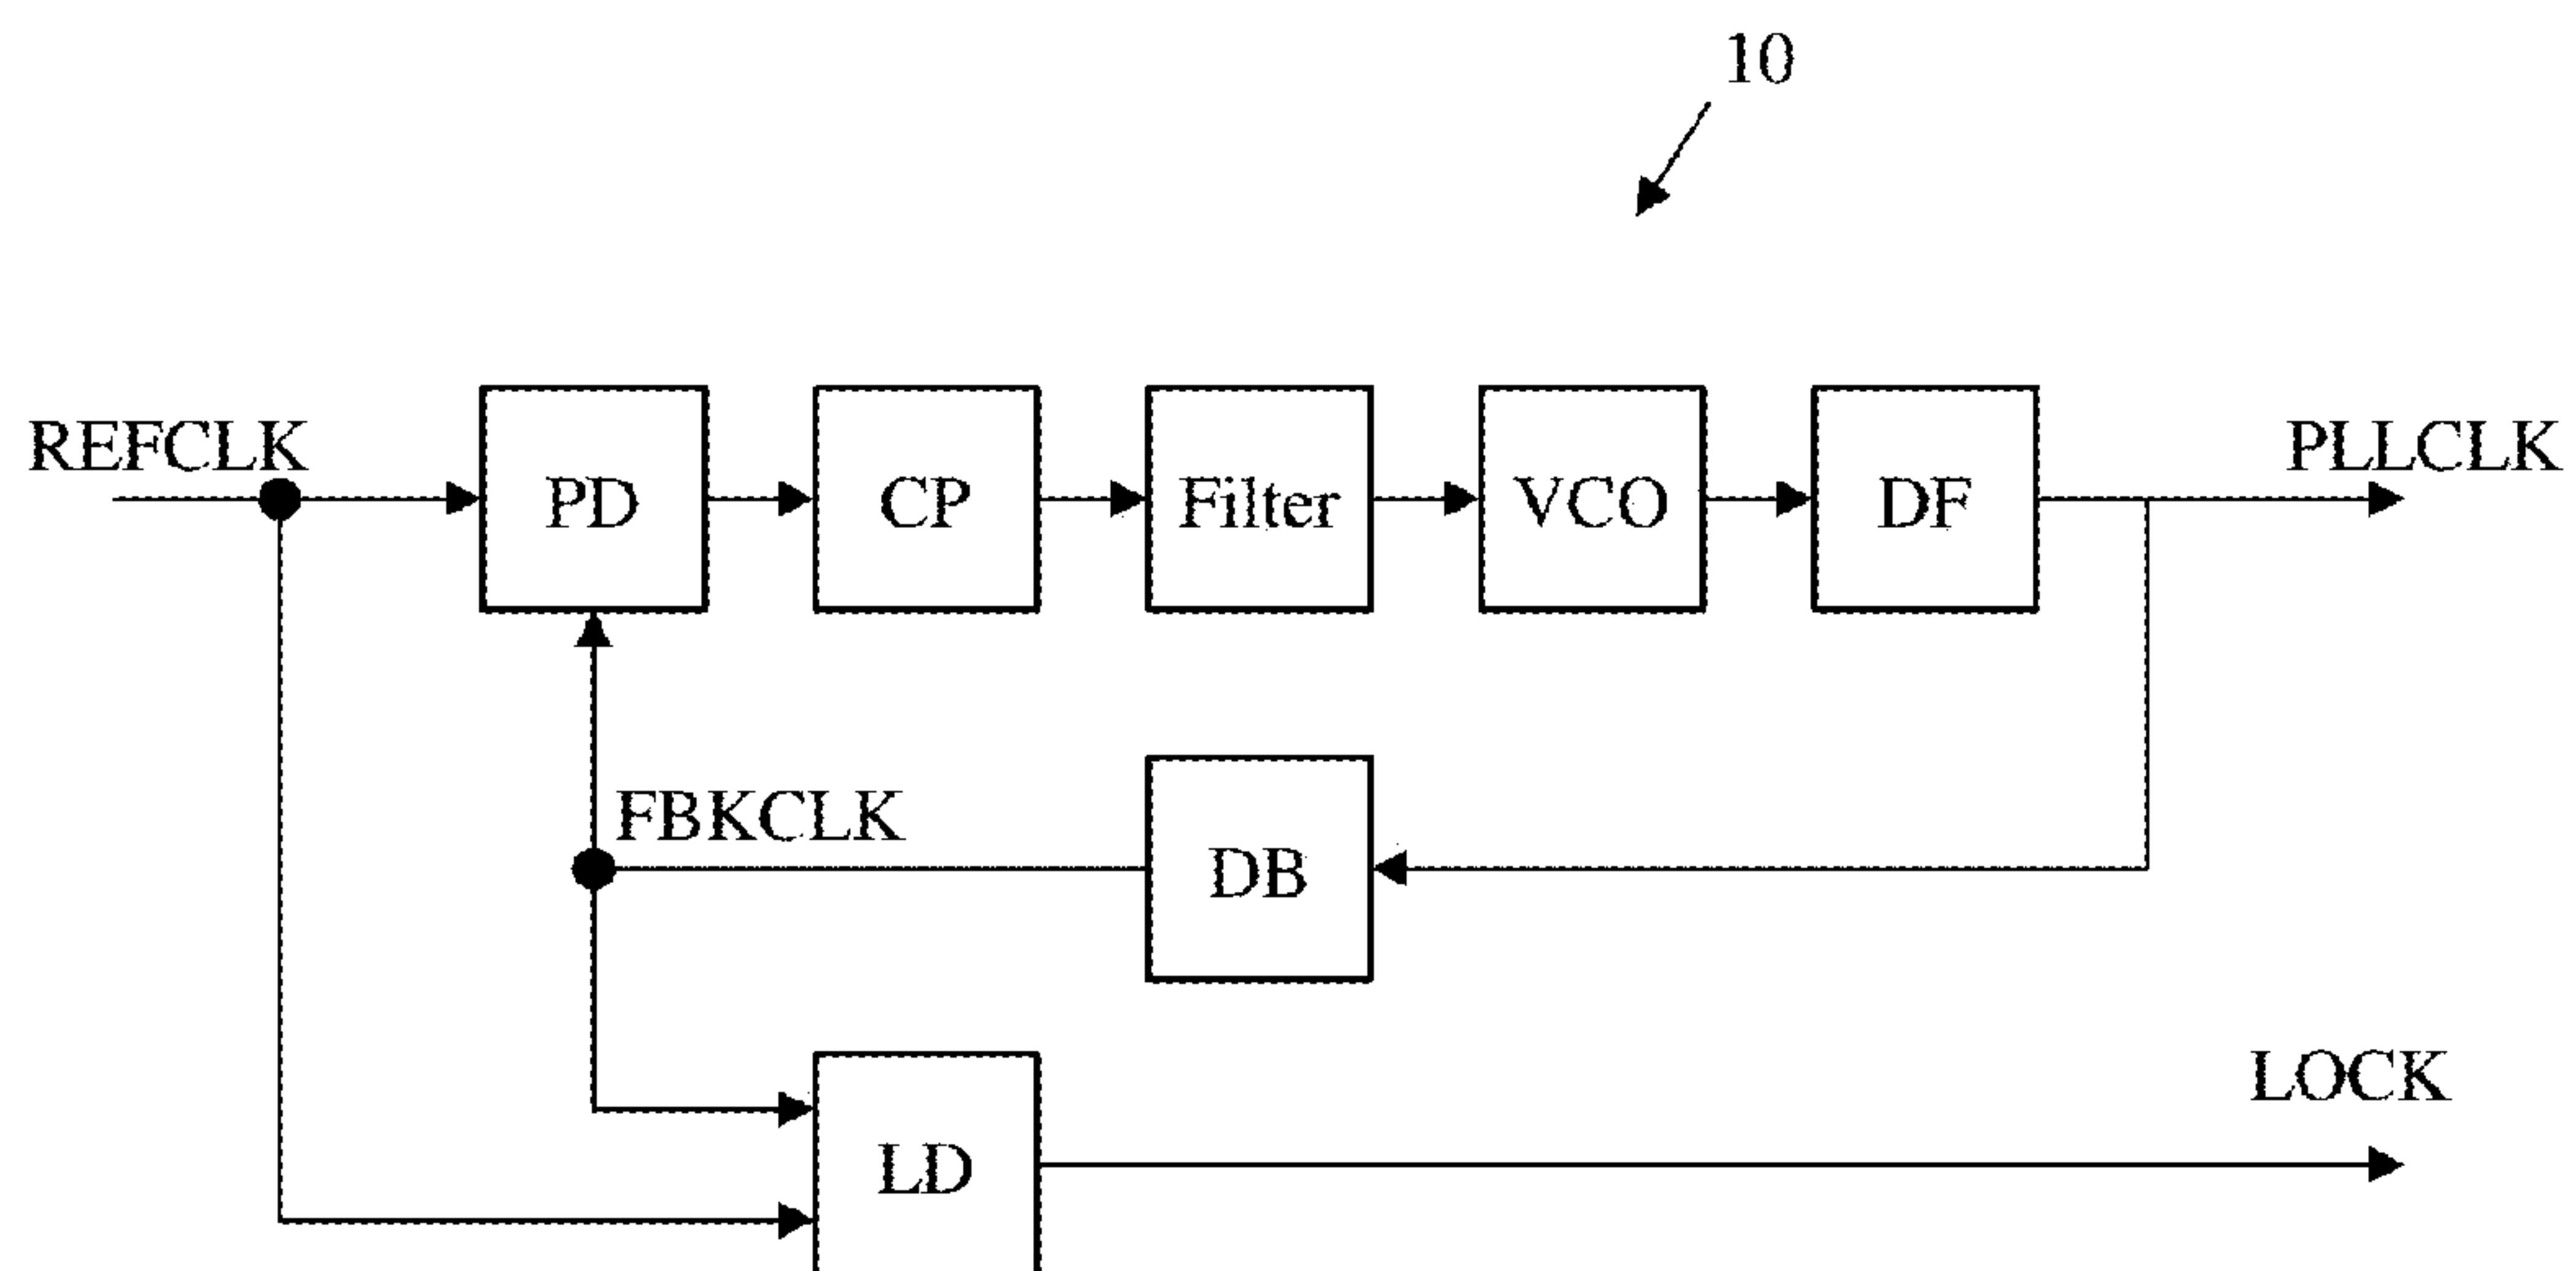 10
REFCLK
PD
CP
Filter
VCO
DF
PLLCLK
FBKCLK
DB
LOCK
LD